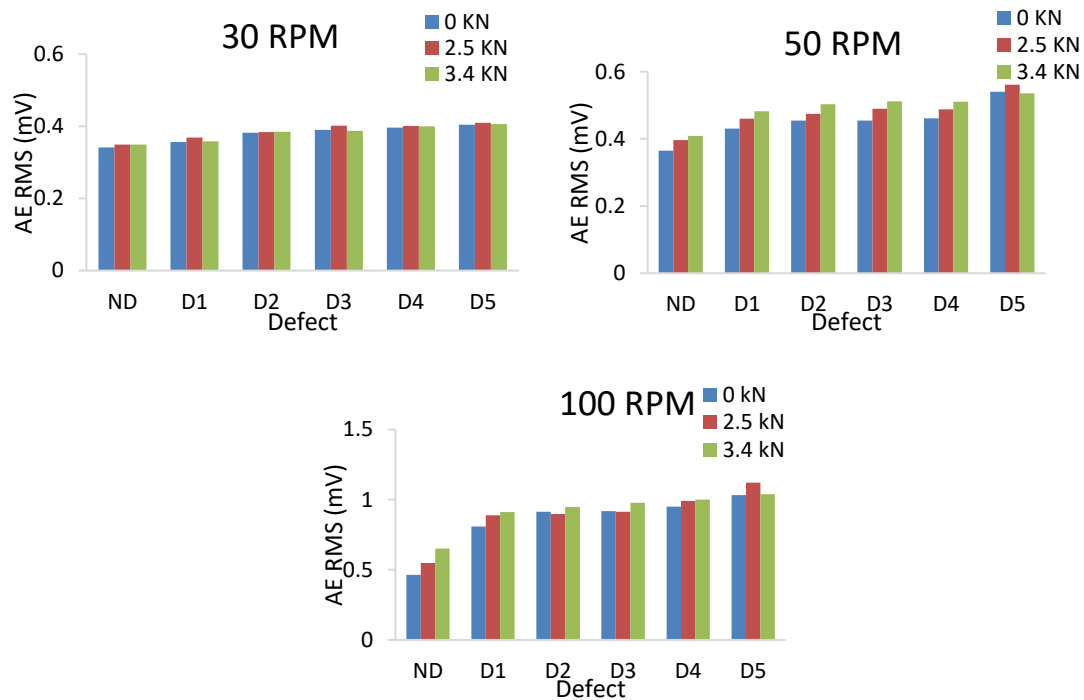 30 RPM
0 KN
2.5 KN
3.4 KN
AE RMS (mV)
0.6
0.4
0.2
0
ND D1 D2 D3 D4 D5
Defect
50 RPM
0 KN
2.5 KN
3.4 KN
AE RMS (mV)
0.6
0.4
0.2
0
ND D1 D2 D3 D4 D5
Defect
100 RPM
0 kN
2.5 kN
3.4 kN
AE RMS (mV)
1.5
1
0.5
0
ND D1 D2 D3 D4 D5
Defect